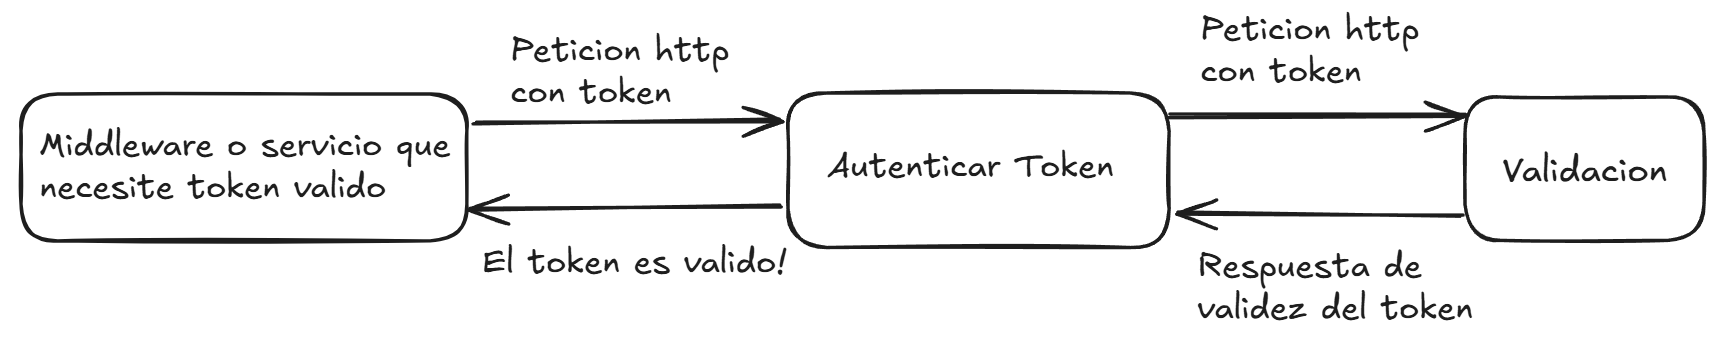 Peticion http
con token
Peticion http
con token
Middleware o servicio que
necesite token valido
Autenticar Token
Validacion
El token es valido!
Respuesta de
validez del token